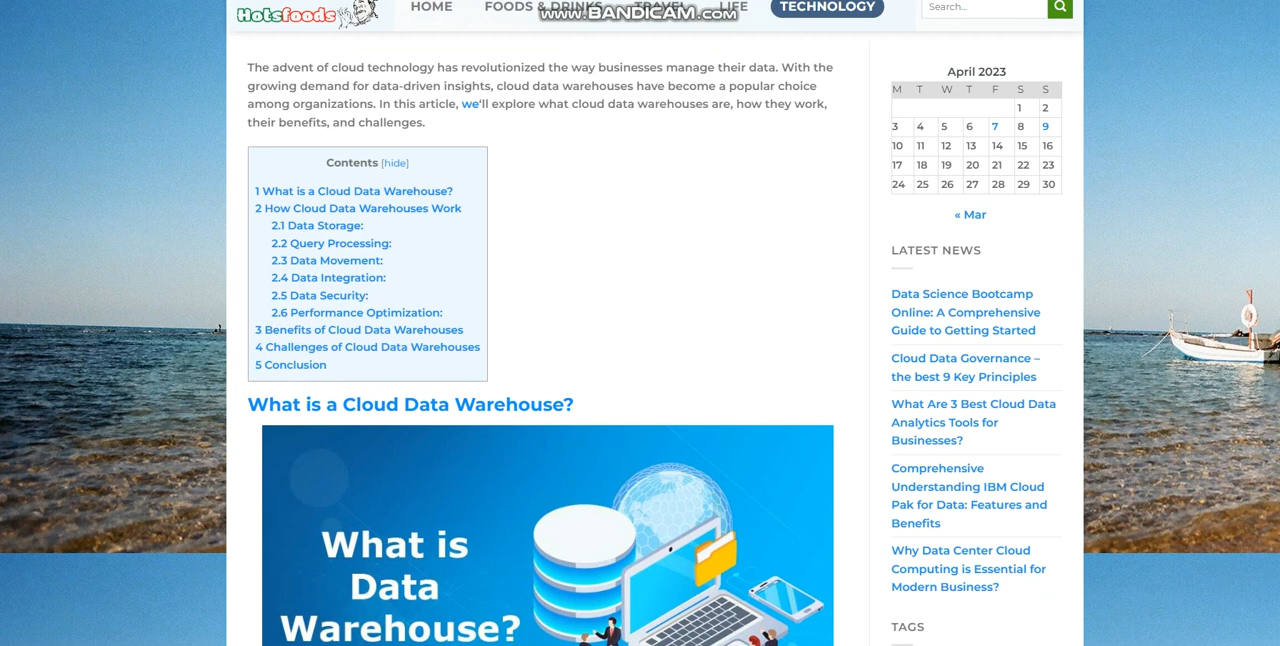 Hotsfoods
HOME FOODS & DRINKS TRAVEL LIFE TECHNOLOGY
www.BANDICAM.com
Search...
The advent of cloud technology has revolutionized the way businesses manage their data. With the
growing demand for data-driven insights, cloud data warehouses have become a popular choice
among organizations. In this article, we'll explore what cloud data warehouses are, how they work,
their benefits, and challenges.
Contents [hide]
1 What is a Cloud Data Warehouse?
2 How Cloud Data Warehouses Work
2.1 Data Storage:
2.2 Query Processing:
2.3 Data Movement:
2.4 Data Integration:
2.5 Data Security:
2.6 Performance Optimization:
3 Benefits of Cloud Data Warehouses
4 Challenges of Cloud Data Warehouses
5 Conclusion
What is a Cloud Data Warehouse?
What is
Data
Warehouse?
April 2023
M T W T F S S
1 2
3 4 5 6 7 8 9
10 11 12 13 14 15 16
17 18 19 20 21 22 23
24 25 26 27 28 29 30
« Mar
LATEST NEWS
Data Science Bootcamp
Online: A Comprehensive
Guide to Getting Started
Cloud Data Governance –
the best 9 Key Principles
What Are 3 Best Cloud Data
Analytics Tools for
Businesses?
Comprehensive
Understanding IBM Cloud
Pak for Data: Features and
Benefits
Why Data Center Cloud
Computing is Essential for
Modern Business?
TAGS